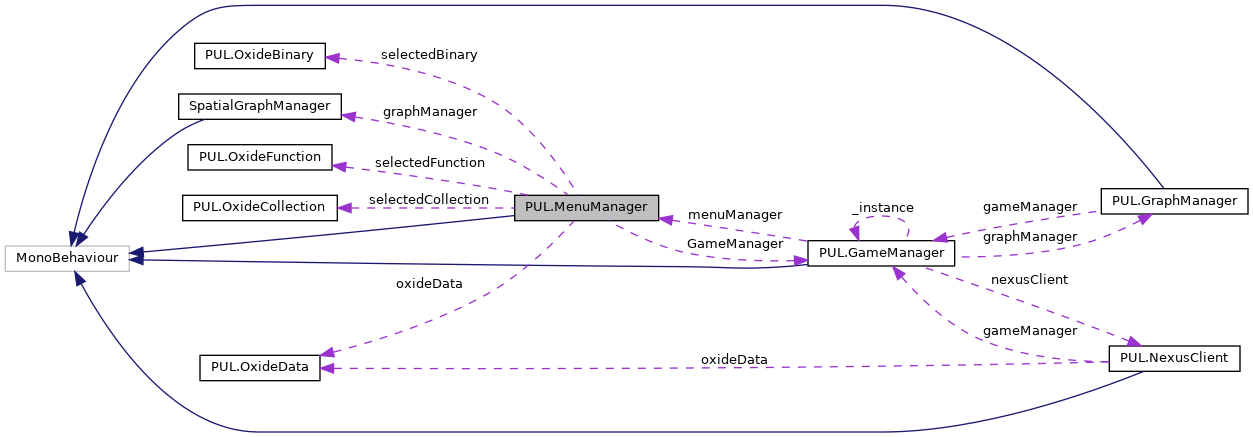 PUL.OxideBinary
selectedBinary
SpatialGraphManager
graphManager
PUL.OxideFunction
selectedFunction
PUL.OxideCollection
selectedCollection
PUL.MenuManager
menuManager
_instance
gameManager
PUL.GraphManager
MonoBehaviour
GameManager
PUL.GameManager
graphManager
oxideData
nexusClient
gameManager
PUL.OxideData
oxideData
PUL.NexusClient